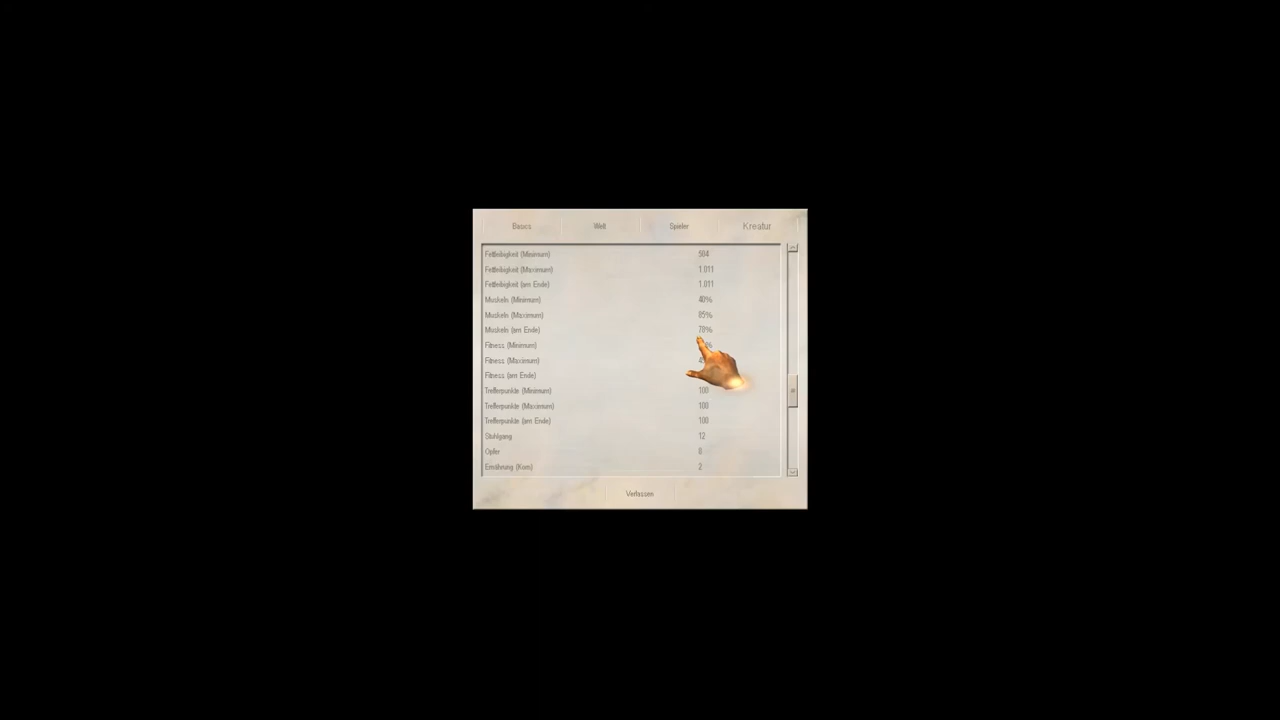 Basics Welt Spieler Kreatur
Fettleibigkeit (Minimum) 504
Fettleibigkeit (Maximum) 1.011
Fettleibigkeit (am Ende) 1.011
Muskeln (Minimum) 40%
Muskeln (Maximum) 85%
Muskeln (am Ende) 78%
Fitness (Minimum)
Fitness (Maximum)
Fitness (am Ende)
Trefferpunkte (Minimum) 100
Trefferpunkte (Maximum) 100
Trefferpunkte (am Ende) 100
Stuhlgang 12
Opfer 8
Ernährung (Korn) 2
Verlassen